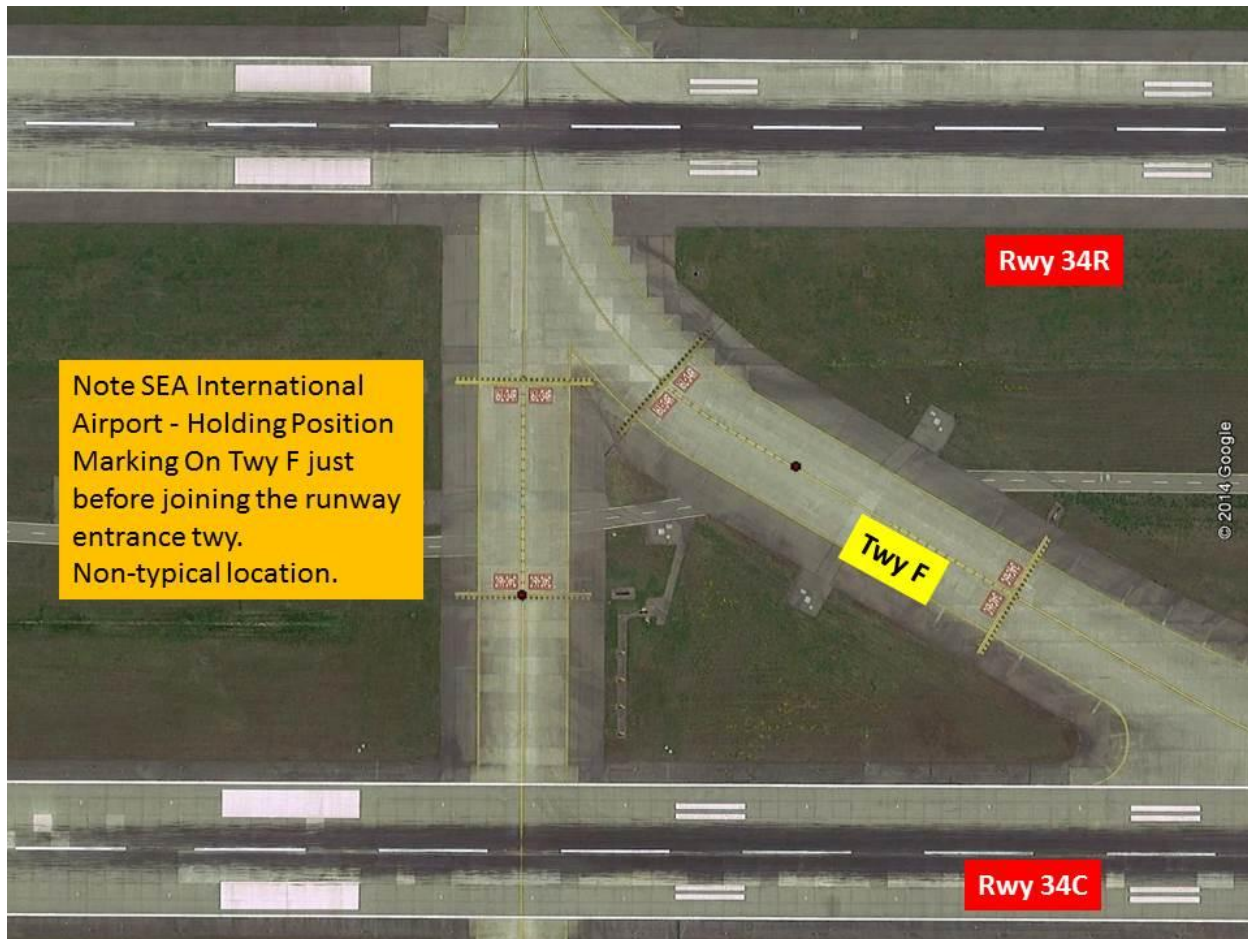 Rwy 34R
Note SEA International
Airport - Holding Position
Marking On Twy F just
before joining the runway
entrance twy.
Non-typical location.
© 2014 Google
Twy F
Rwy 34C